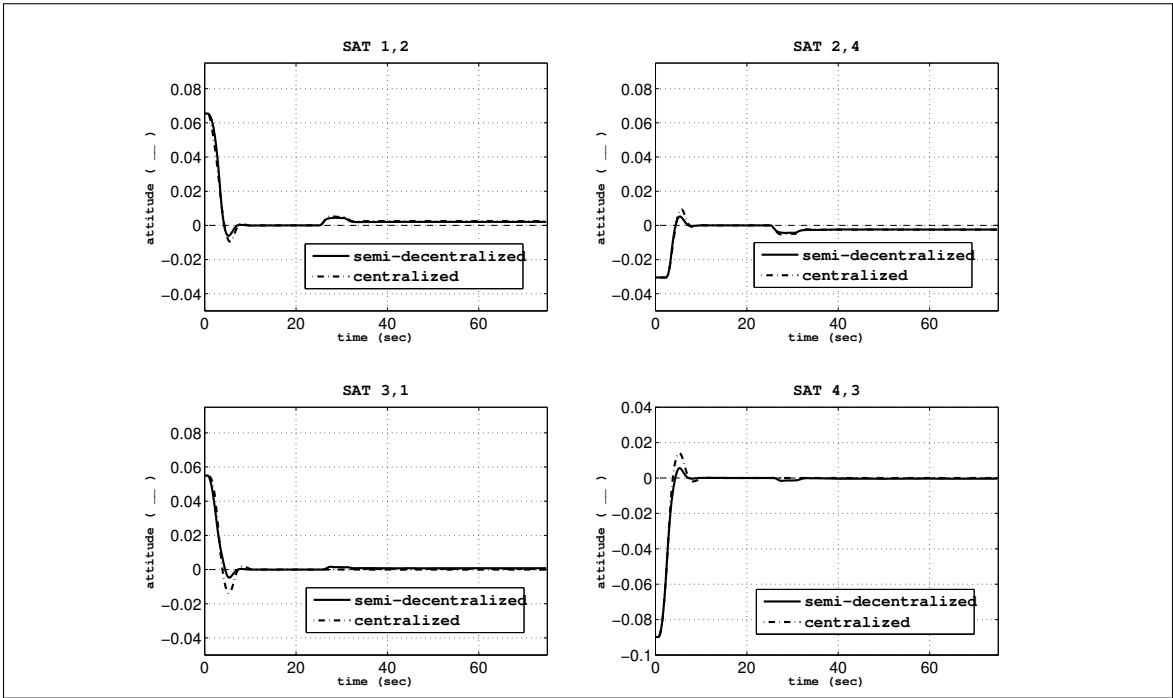 SAT 1,2
0.08
0.06
0.04
0.02
0
−0.02
−0.04
attitude ( __ )
semi-decentralized
centralized
0 20 40 60
time (sec)
SAT 2,4
0.08
0.06
0.04
0.02
0
−0.02
−0.04
attitude ( __ )
semi-decentralized
centralized
0 20 40 60
time (sec)
SAT 3,1
0.08
0.06
0.04
0.02
0
−0.02
−0.04
attitude ( __ )
semi-decentralized
centralized
0 20 40 60
time (sec)
SAT 4,3
0.04
0.02
0
−0.02
−0.04
−0.06
−0.08
−0.1
attitude ( __ )
semi-decentralized
centralized
0 20 40 60
time (sec)